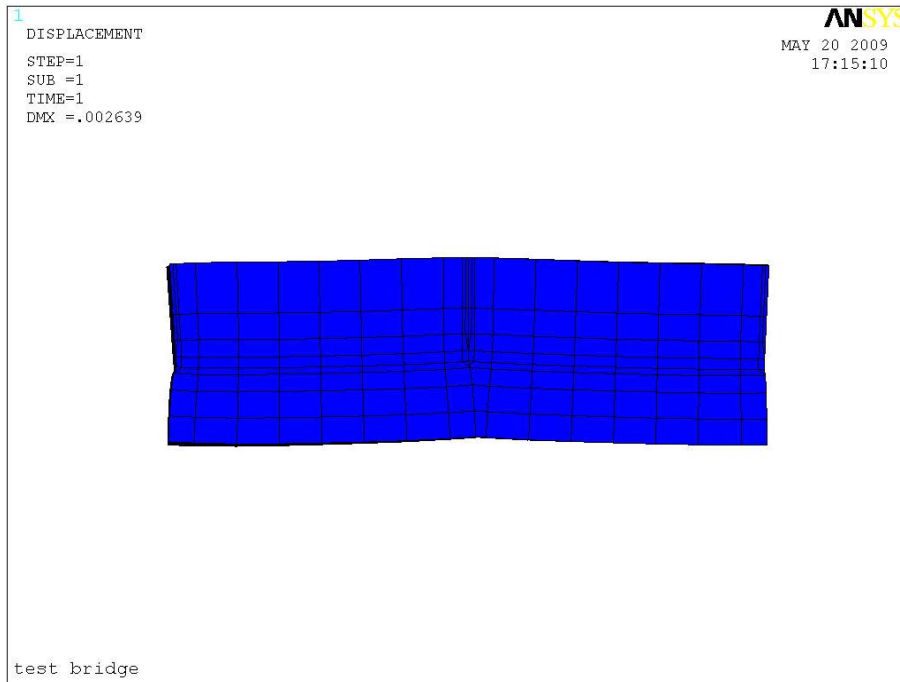 1
DISPLACEMENT
STEP=1
SUB =1
TIME=1
DMX =.002639
ANSYS
MAY 20 2009
17:15:10
test bridge